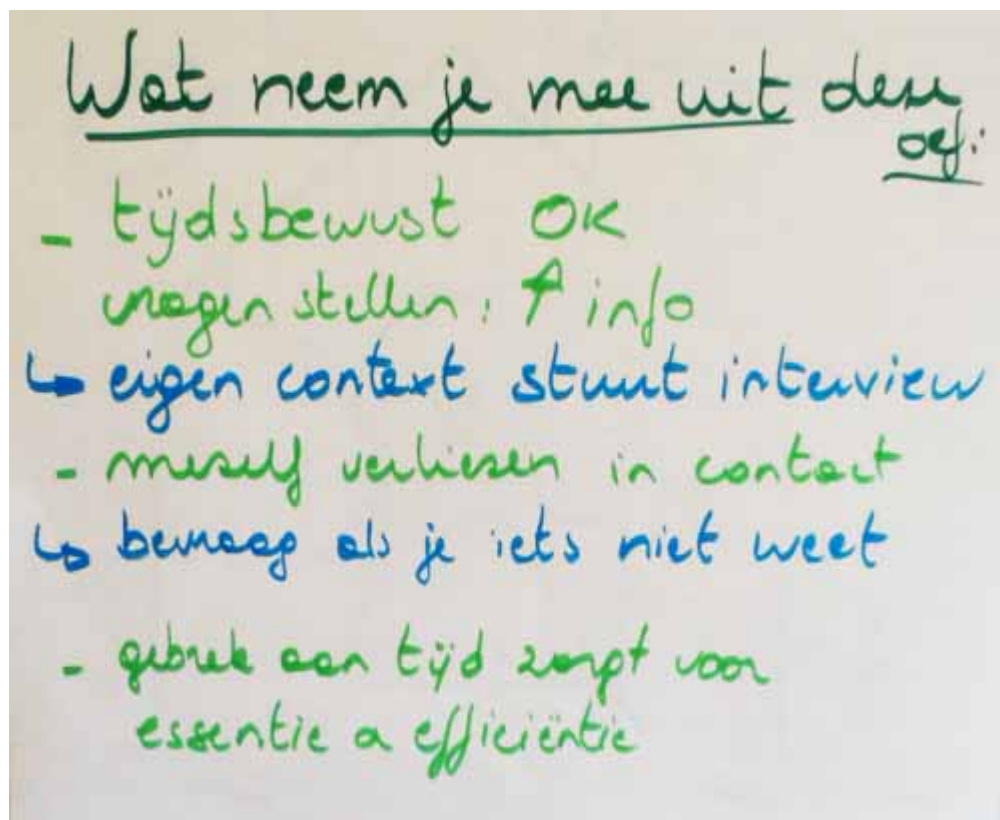 Wat neem je mee uit deze
oef:
- tijdsbewust OK
vragen stellen: ↑ info
↳ eigen context stuurt interview
- mezelf verliezen in contact
↳ bevraag als je iets niet weet
- gebrek aan tijd zorgt voor
essentie a efficiëntie